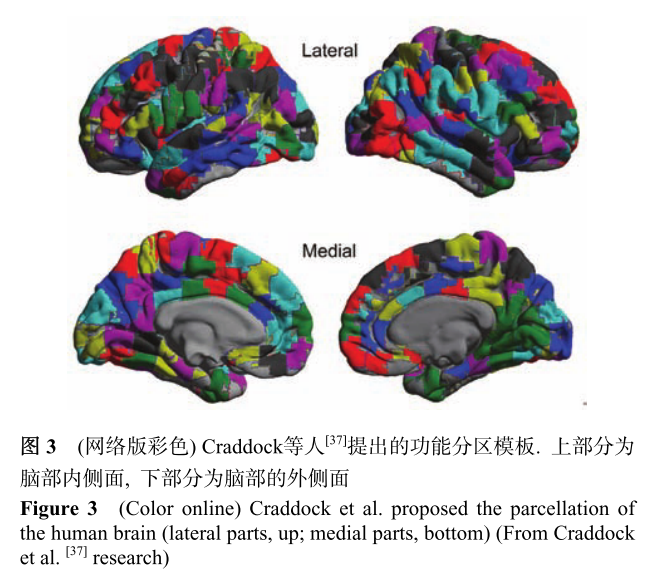 Lateral
Medial
图 3 (网络版彩色) Craddock等人[37]提出的功能分区模板. 上部分为
脑部内侧面, 下部分为脑部的外侧面
Figure 3 (Color online) Craddock et al. proposed the parcellation of
the human brain (lateral parts, up; medial parts, bottom) (From Craddock
et al. [37] research)